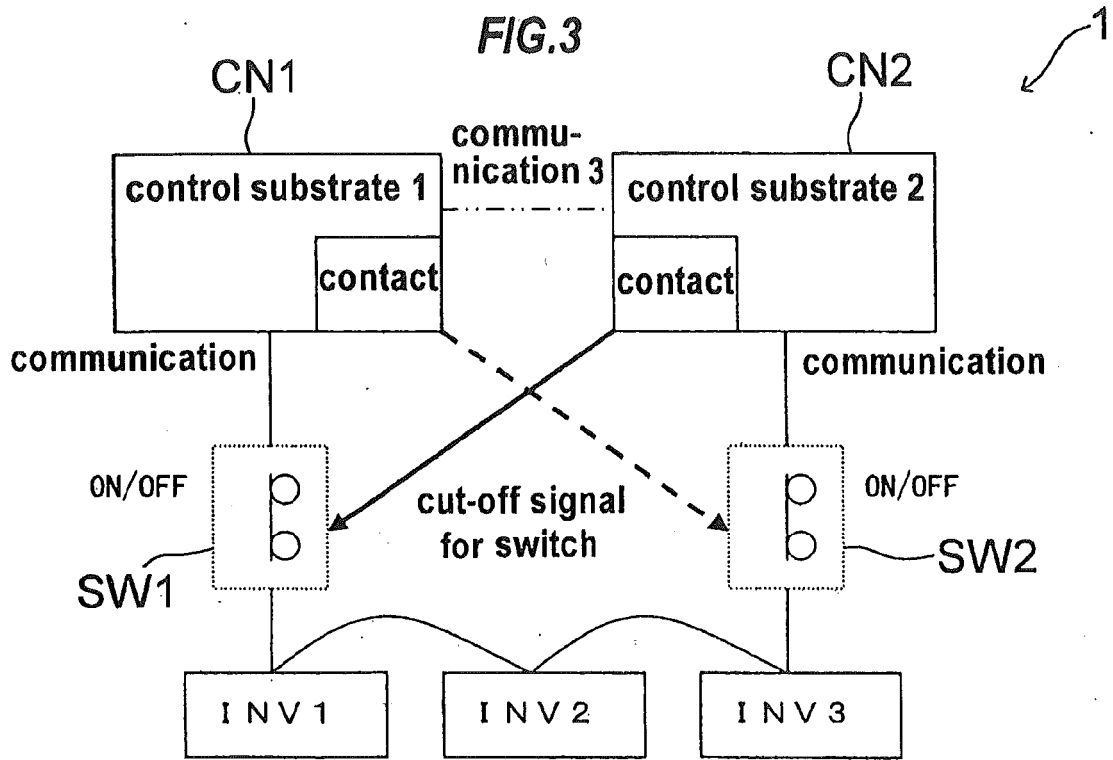 FIG.3
1
CN1
CN2
commu-
nication 3
control substrate 1
control substrate 2
contact
contact
communication
communication
ON/OFF
ON/OFF
cut-off signal
for switch
SW1
SW2
INV1
INV2
INV3